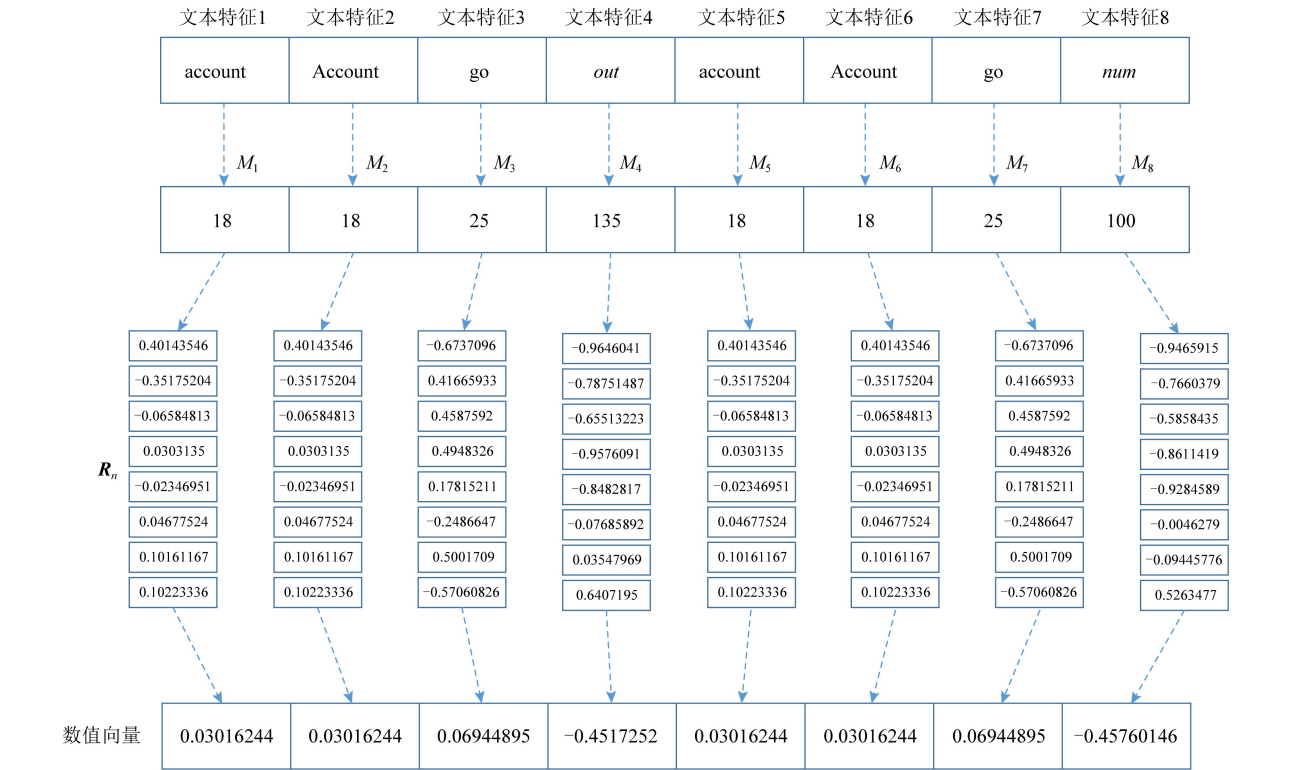 文本特征1 文本特征2 文本特征3 文本特征4 文本特征5 文本特征6 文本特征7 文本特征8
account Account go out account Account go num
M1 M2 M3 M4 M5 M6 M7 M8
18 18 25 135 18 18 25 100
0.40143546 0.40143546 −0.6737096 −0.9646041 0.40143546 0.40143546 −0.6737096 −0.9465915
−0.35175204 −0.35175204 0.41665933 −0.78751487 −0.35175204 −0.35175204 0.41665933 −0.7660379
−0.06584813 −0.06584813 0.4587592 −0.65513223 −0.06584813 −0.06584813 0.4587592 −0.5858435
0.0303135 0.0303135 0.4948326 −0.9576091 0.0303135 0.0303135 0.4948326 −0.8611419
Rn
−0.02346951 −0.02346951 0.17815211 −0.8482817 −0.02346951 −0.02346951 0.17815211 −0.9284589
0.04677524 0.04677524 −0.2486647 −0.07685892 0.04677524 0.04677524 −0.2486647 −0.0046279
0.10161167 0.10161167 0.5001709 0.03547969 0.10161167 0.10161167 0.5001709 −0.09445776
0.10223336 0.10223336 −0.57060826 0.6407195 0.10223336 0.10223336 −0.57060826 0.5263477
数值向量 0.03016244 0.03016244 0.06944895 −0.4517252 0.03016244 0.03016244 0.06944895 −0.45760146